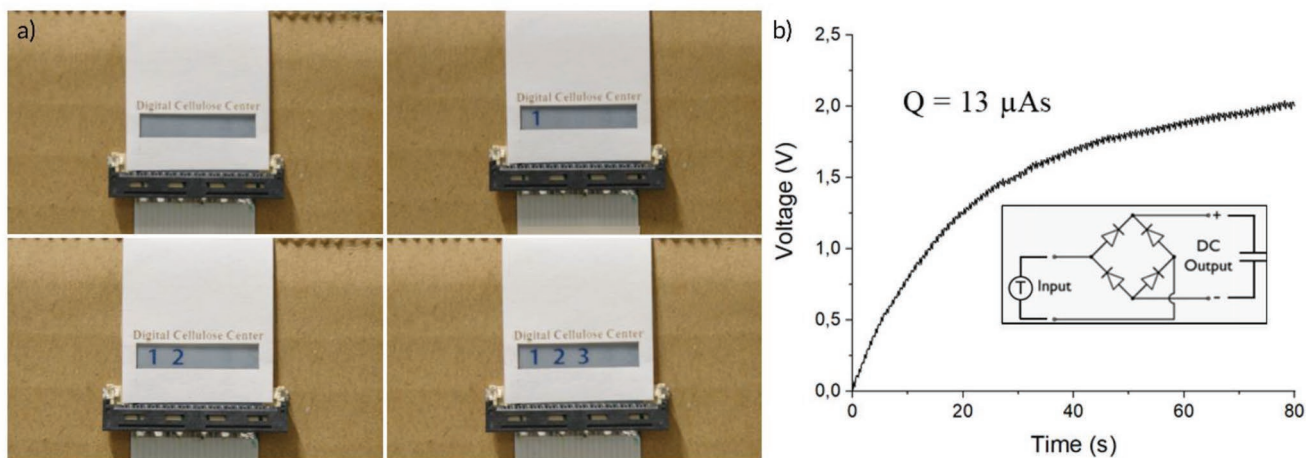 a)
Digital Cellulose Center
Digital Cellulose Center
1
Digital Cellulose Center
1 2
Digital Cellulose Center
1 2 3
b)
2,5
2,0
1,5
1,0
0,5
0,0
Voltage (V)
Q = 13 μAs
T
Input
+
DC
Output
-
0
20
40
60
80
Time (s)